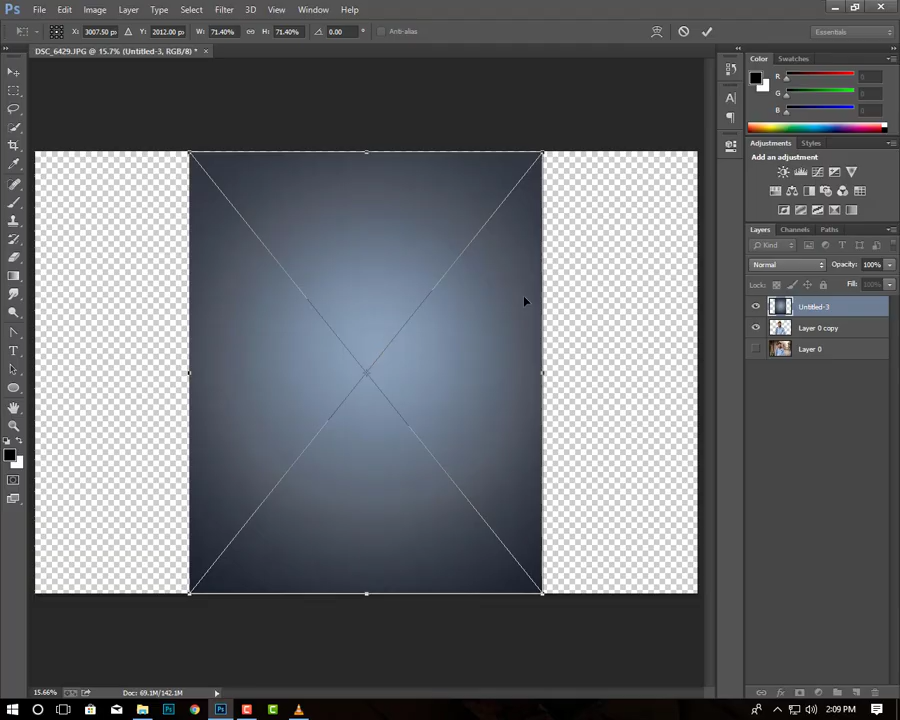 Ps File Edit Image Layer Type Select Filter 3D View Window Help
X: 3007.50 px Y: 2012.00 px W: 71.40% H: 71.40% 0.00 ° Anti-alias Essentials
DSC_6429.JPG @ 15.7% (Untitled-3, RGB/8) * ×
Color Swatches
R 0
G 0
B 0
Adjustments Styles
Add an adjustment
Layers Channels Paths
Kind
Normal Opacity: 100%
Lock: Fill: 100%
Untitled-3
Layer 0 copy
Layer 0
15.66% Doc: 69.1M/142.1M
2:09 PM